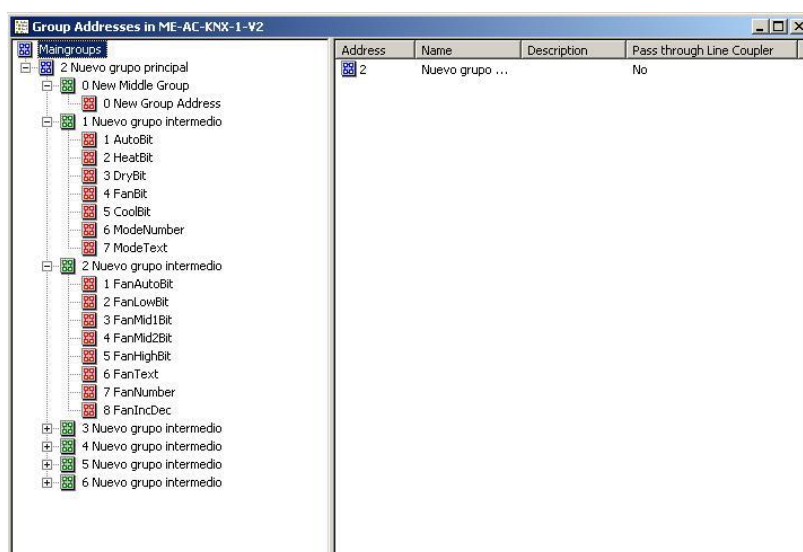 Group Addresses in ME-AC-KNX-1-V2
Maingroups
2 Nuevo grupo principal
0 New Middle Group
0 New Group Address
1 Nuevo grupo intermedio
1 AutoBit
2 HeatBit
3 DryBit
4 FanBit
5 CoolBit
6 ModeNumber
7 ModeText
2 Nuevo grupo intermedio
1 FanAutoBit
2 FanLowBit
3 FanMid1Bit
4 FanMid2Bit
5 FanHighBit
6 FanText
7 FanNumber
8 FanIncDec
3 Nuevo grupo intermedio
4 Nuevo grupo intermedio
5 Nuevo grupo intermedio
6 Nuevo grupo intermedio
Address Name Description Pass through Line Coupler
2 Nuevo grupo ... No